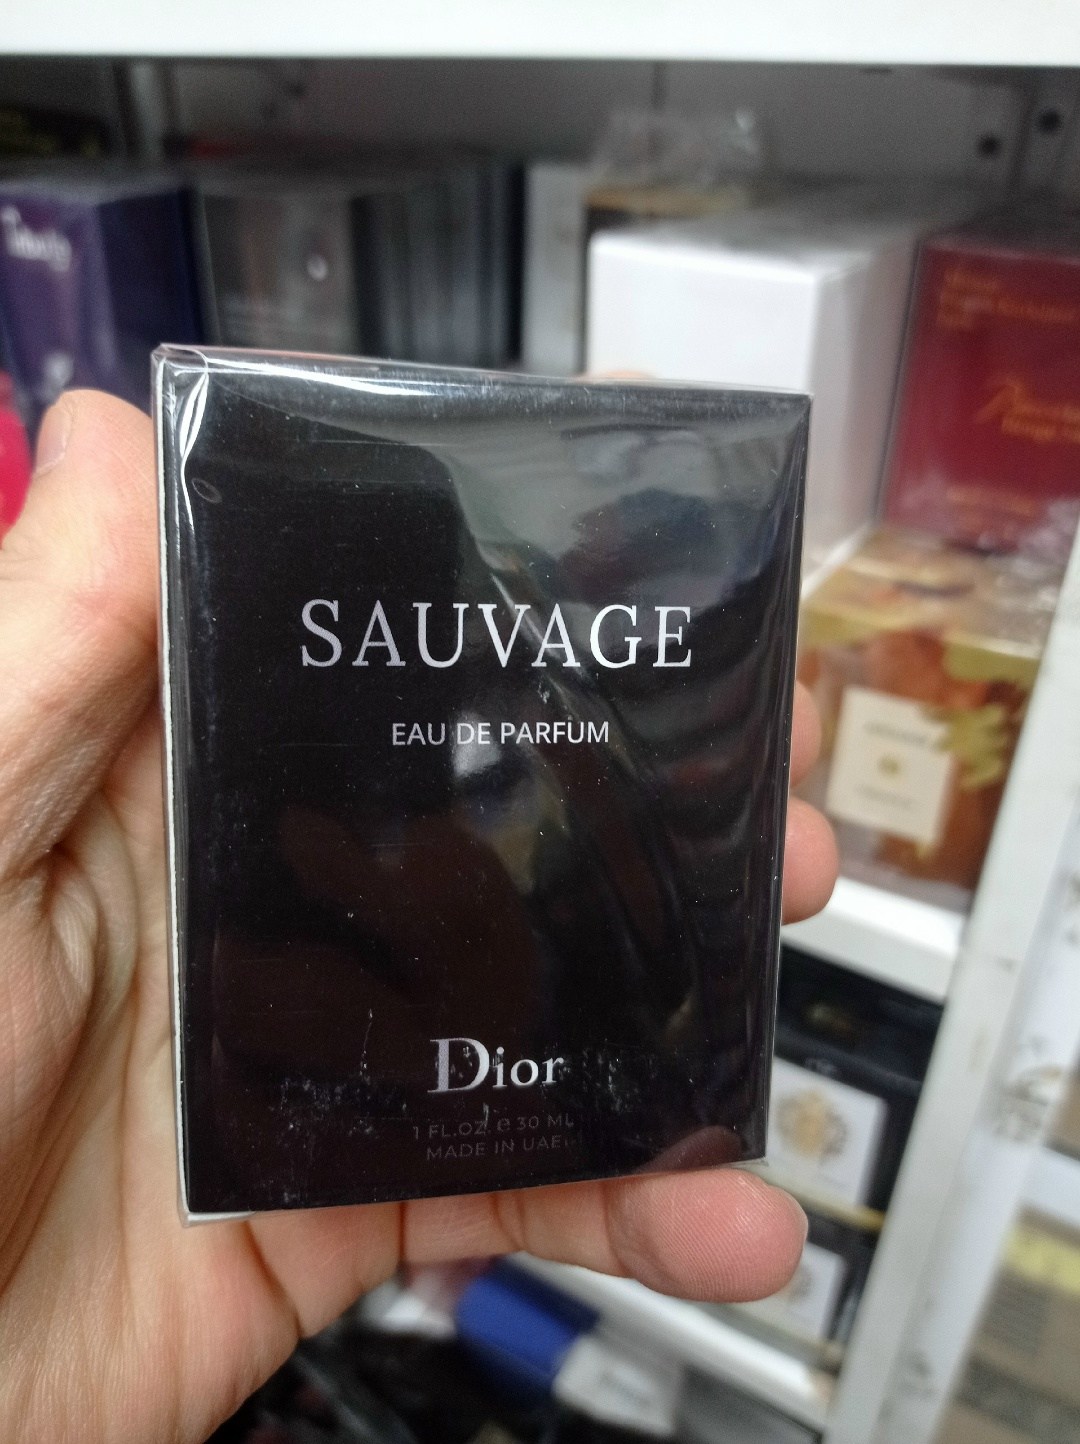 SAUVAGE
EAU DE PARFUM
Dior
1 FL.OZ. e 30 ML
MADE IN UAE